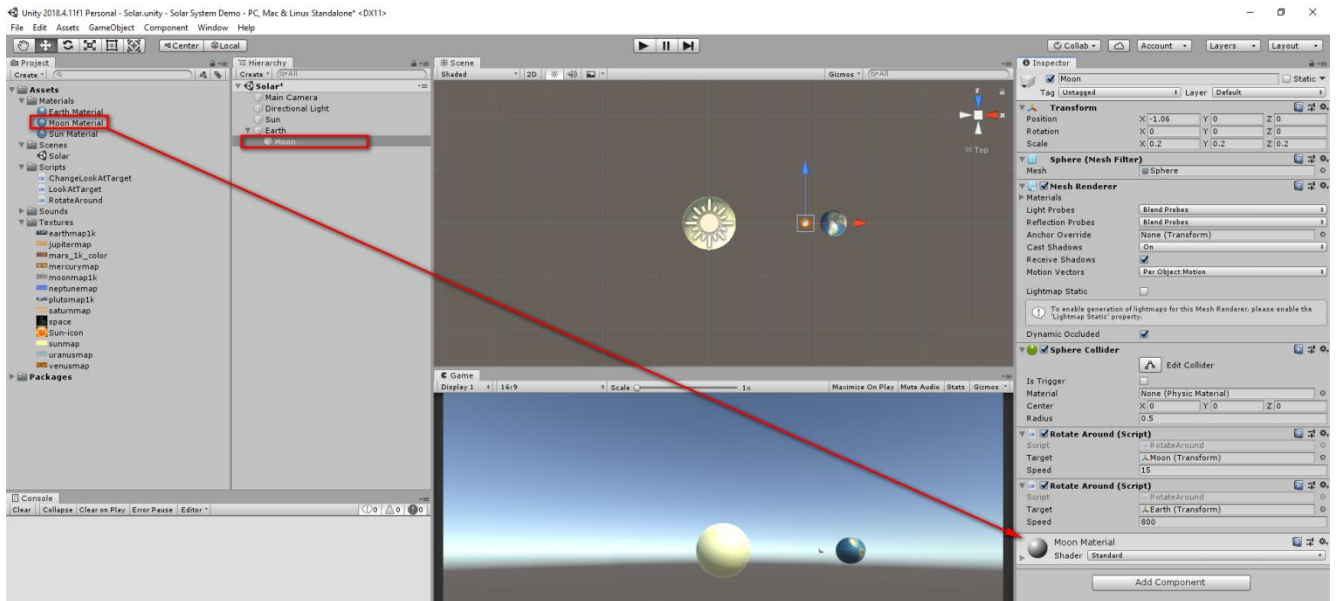 Unity 2018.4.11f1 Personal - Solar.unity - Solar System Demo - PC, Mac & Linux Standalone* <DX11>
File Edit Assets GameObject Component Window Help
Center Local
Collab Account Layers Layout
Project
Create
Assets
Materials
Earth Material
Moon Material
Sun Material
Scenes
Solar
Scripts
ChangeLookAtTarget
LookAtTarget
RotateAround
Sounds
Textures
earthmap1k
jupitermap
mars_1k_color
mercurymap
moonmap1k
neptunemap
plutomap1k
saturnmap
space
Sun-icon
sunmap
uranusmap
venusmap
Packages
Hierarchy
Create All
Solar*
Main Camera
Directional Light
Sun
Earth
Moon
Scene
Shaded 2D Gizmos All
z
x
Top
Game
Display 1 16:9 Scale 1x Maximize On Play Mute Audio Stats Gizmos
Console
Clear Collapse Clear on Play Error Pause Editor 0 0 0
Inspector
Moon Static
Tag Untagged Layer Default
Transform
Position X -1.06 Y 0 Z 0
Rotation X 0 Y 0 Z 0
Scale X 0.2 Y 0.2 Z 0.2
Sphere (Mesh Filter)
Mesh Sphere
Mesh Renderer
Materials
Light Probes Blend Probes
Reflection Probes Blend Probes
Anchor Override None (Transform)
Cast Shadows On
Receive Shadows
Motion Vectors Per Object Motion
Lightmap Static
To enable generation of lightmaps for this Mesh Renderer, please enable the
'Lightmap Static' property.
Dynamic Occluded
Sphere Collider
Edit Collider
Is Trigger
Material None (Physic Material)
Center X 0 Y 0 Z 0
Radius 0.5
Rotate Around (Script)
Script RotateAround
Target Moon (Transform)
Speed 15
Rotate Around (Script)
Script RotateAround
Target Earth (Transform)
Speed 800
Moon Material
Shader Standard
Add Component